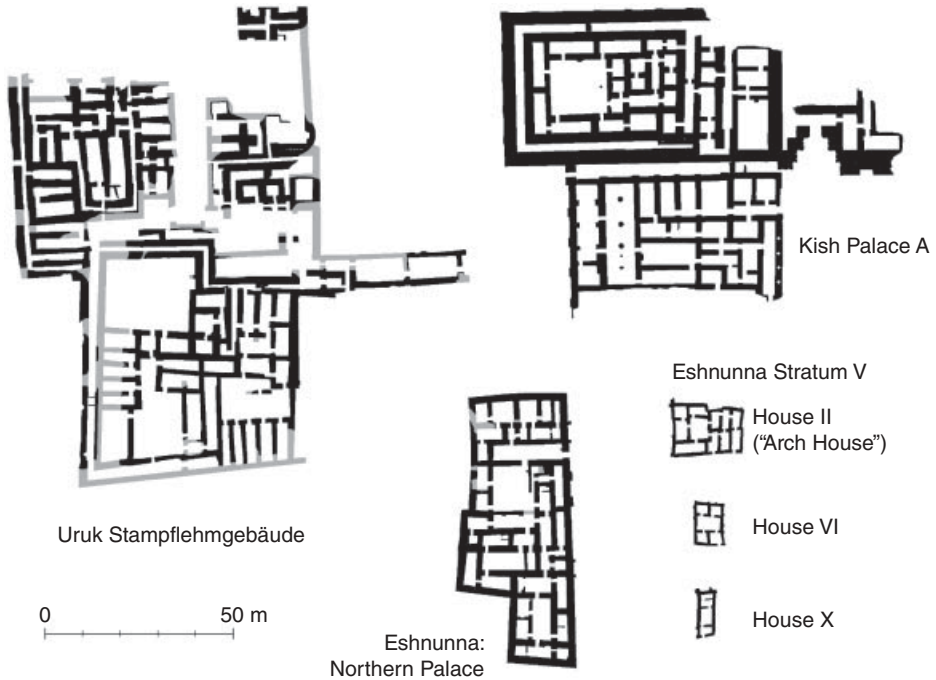 Kish Palace A
Eshnunna Stratum V
House II
(“Arch House”)
Uruk Stampflehmgebäude
House VI
0 50 m
House X
Eshnunna:
Northern Palace